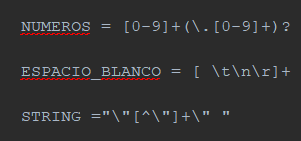 NUMEROS = [0-9]+(\.[0-9]+)?
ESPACIO_BLANCO = [ \t\n\r]+
STRING ="\"[^\"]+\" "